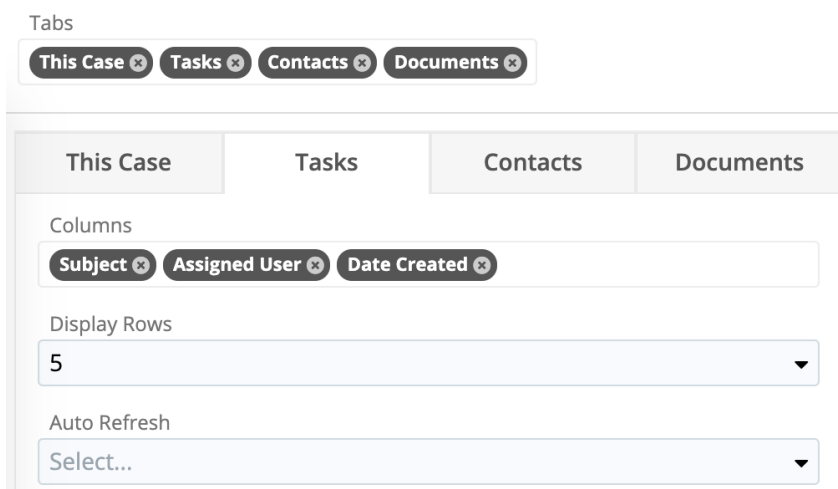 Tabs
This Case Tasks Contacts Documents
This Case Tasks Contacts Documents
Columns
Subject Assigned User Date Created
Display Rows
5
Auto Refresh
Select...